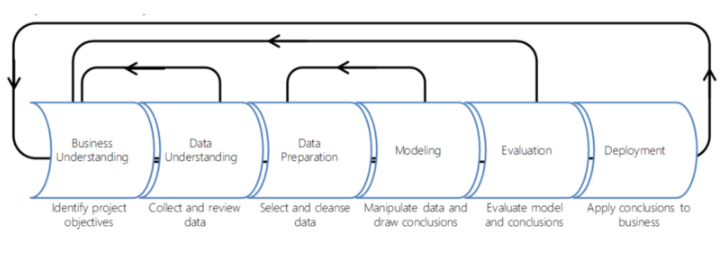 Business
Understanding
Data
Understanding
Data
Preparation
Modeling
Evaluation
Deployment
Identify project
objectives
Collect and review
data
Select and cleanse
data
Manipulate data and
draw conclusions
Evaluate model
and conclusions
Apply conclusions to
business